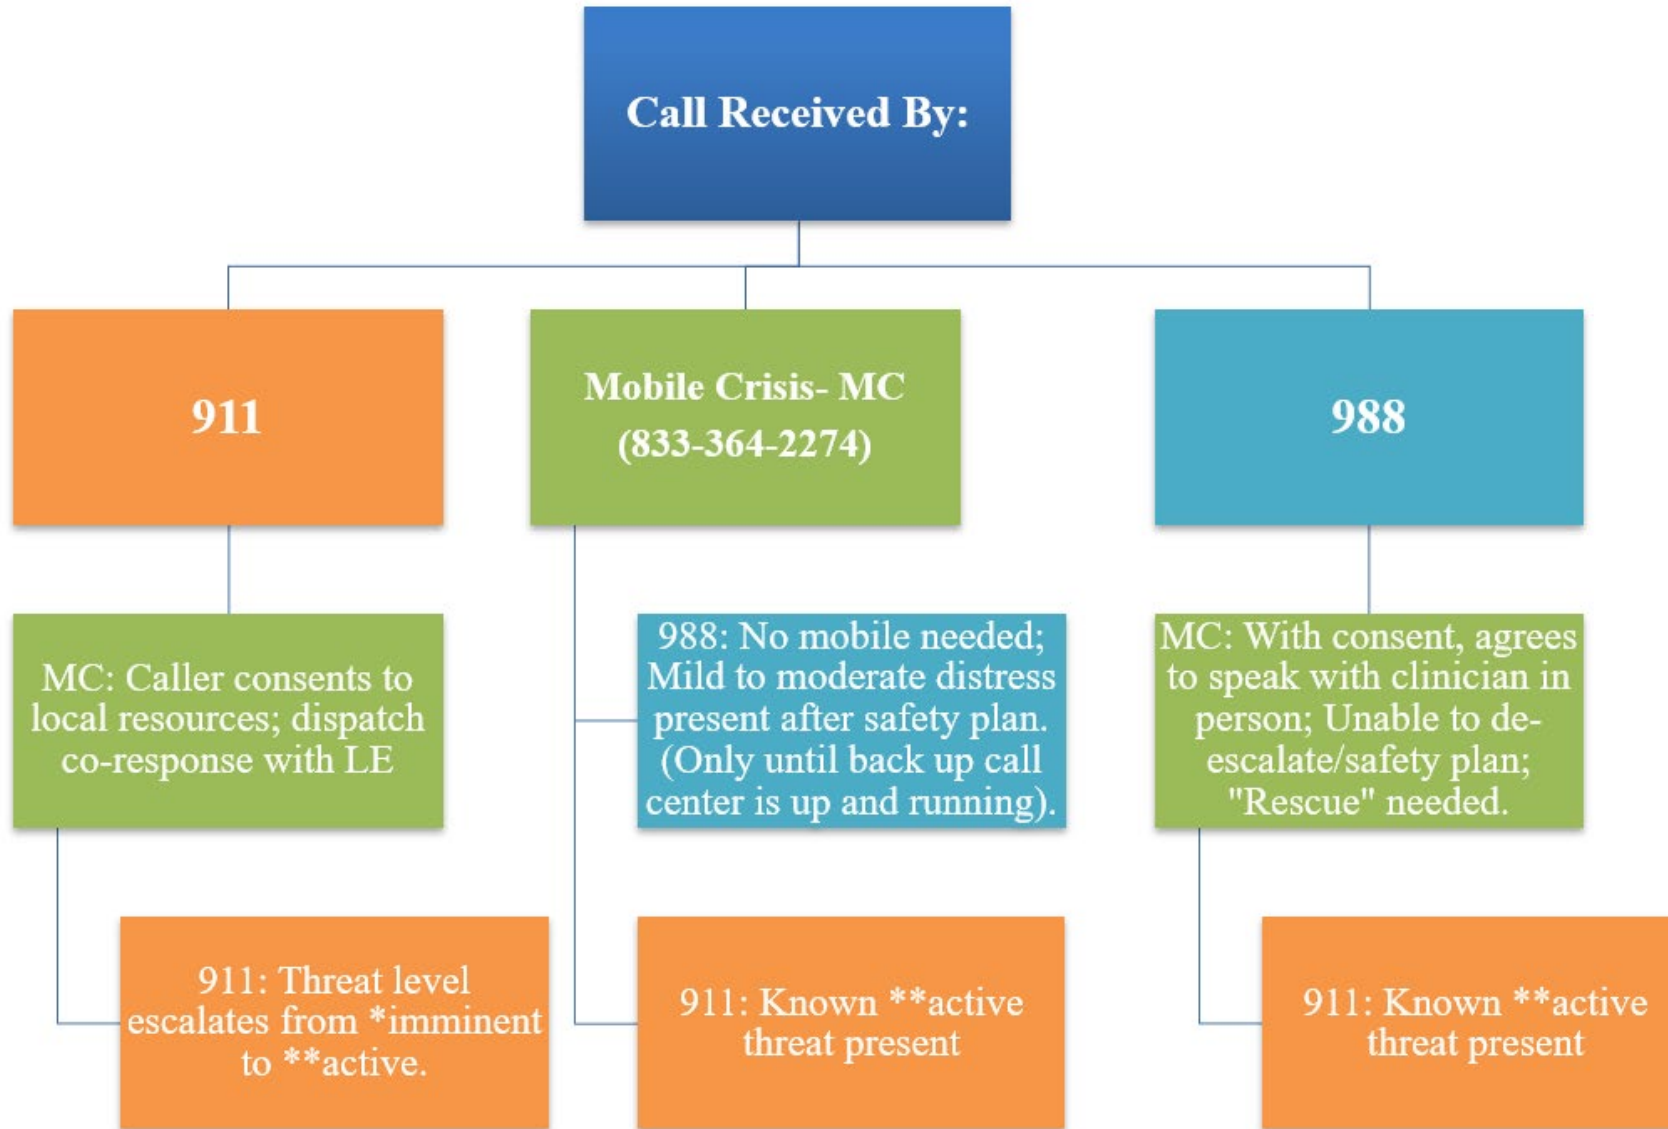 Call Received By:
911
Mobile Crisis- MC
(833-364-2274)
988
MC: Caller consents to
local resources; dispatch
co-response with LE
988: No mobile needed;
Mild to moderate distress
present after safety plan.
(Only until back up call
center is up and running).
MC: With consent, agrees
to speak with clinician in
person; Unable to de-
escalate/safety plan;
"Rescue" needed.
911: Threat level
escalates from *imminent
to **active.
911: Known **active
threat present
911: Known **active
threat present